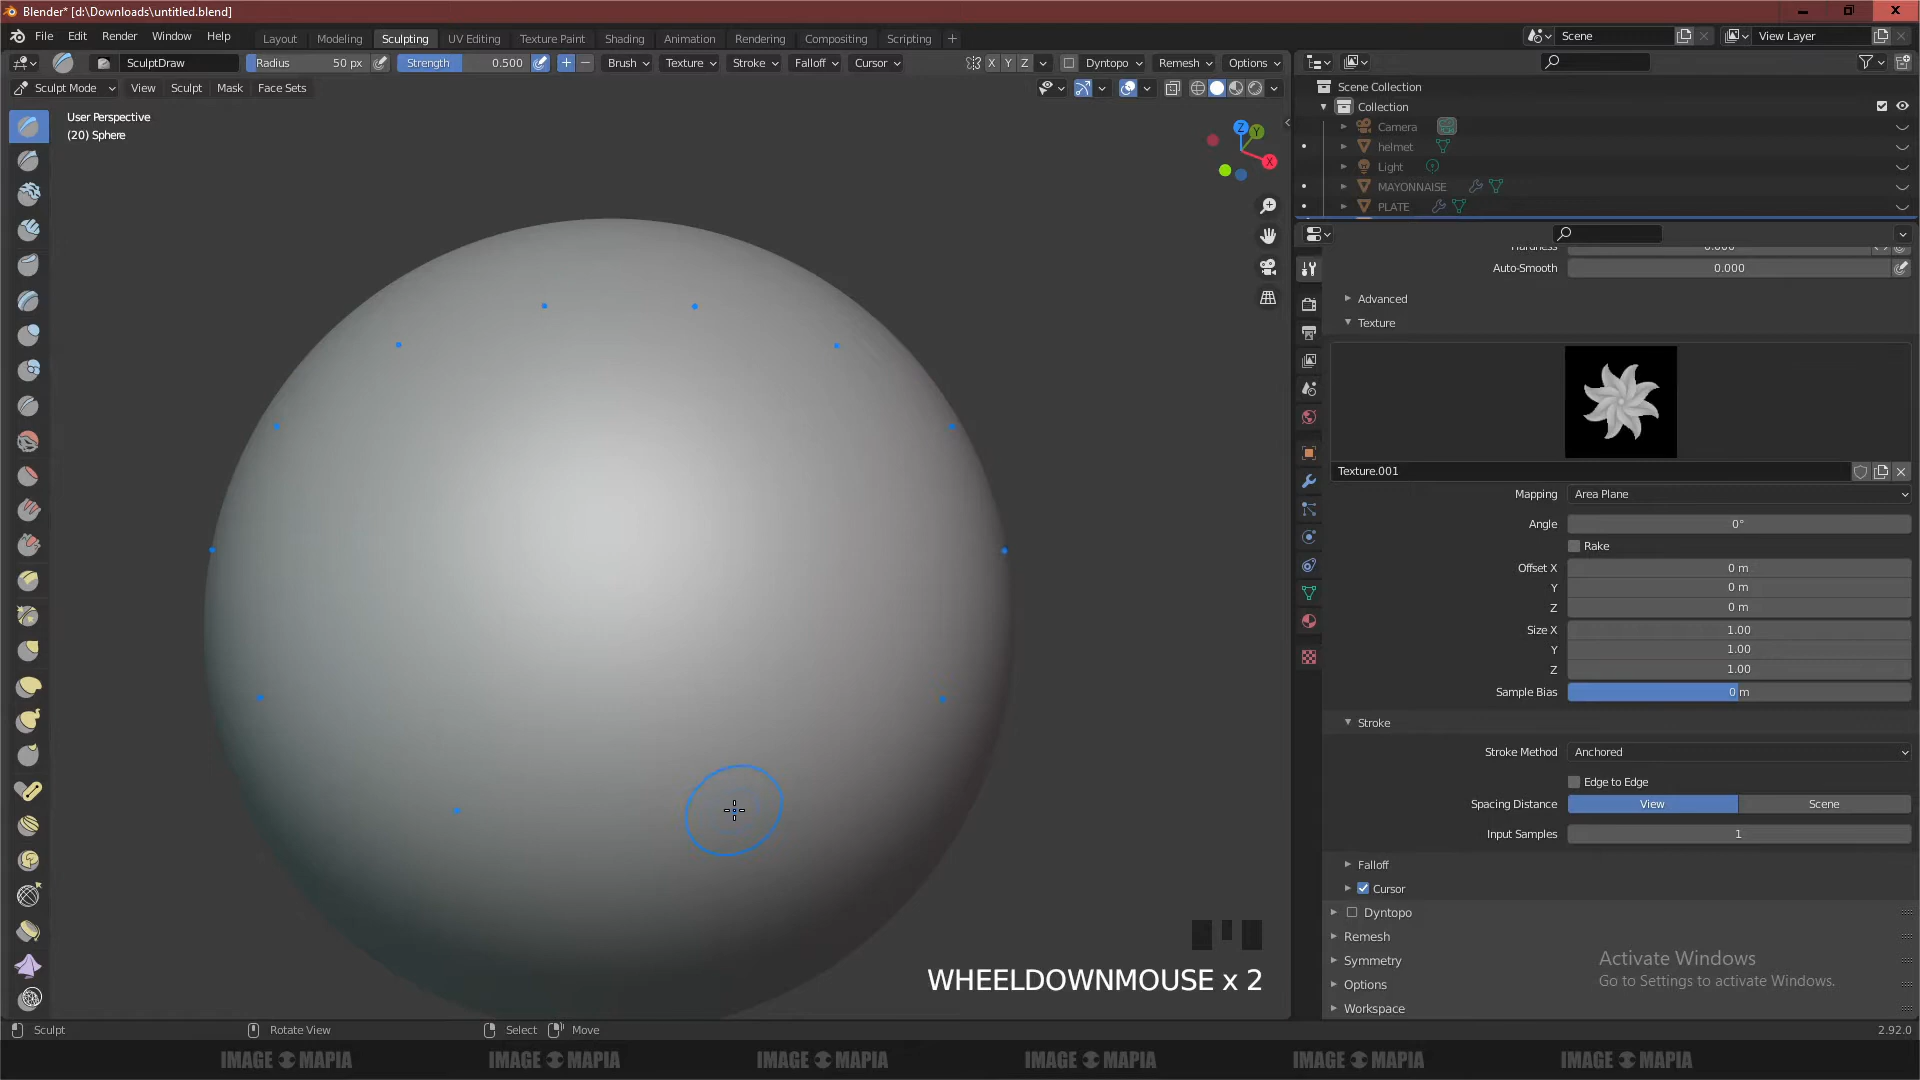 Blender* [d:\Downloads\untitled.blend]
File Edit Render Window Help Layout Modeling Sculpting UV Editing Texture Paint Shading Animation Rendering Compositing Scripting + Scene View Layer
SculptDraw Radius 50 px Strength 0.500 Brush Texture Stroke Falloff Cursor X Y Z Dyntopo Remesh Options
Sculpt Mode View Sculpt Mask Face Sets
User Perspective
(20) Sphere
Z Y
X
Scene Collection
Collection
Camera
helmet
Light
MAYONNAISE
PLATE
Hardness 0.000
Auto-Smooth 0.000
Advanced
Texture
Texture.001
Mapping Area Plane
Angle 0°
Rake
Offset X 0 m
Y 0 m
Z 0 m
Size X 1.00
Y 1.00
Z 1.00
Sample Bias 0 m
Stroke
Stroke Method Anchored
Edge to Edge
Spacing Distance View Scene
Input Samples 1
Falloff
Cursor
Dyntopo
Remesh
Symmetry
Options
Workspace
Activate Windows
Go to Settings to activate Windows.
WHEELDOWNMOUSE x 2
Sculpt Rotate View Select Move 2.92.0
IMAGE MAPIA IMAGE MAPIA IMAGE MAPIA IMAGE MAPIA IMAGE MAPIA IMAGE MAPIA